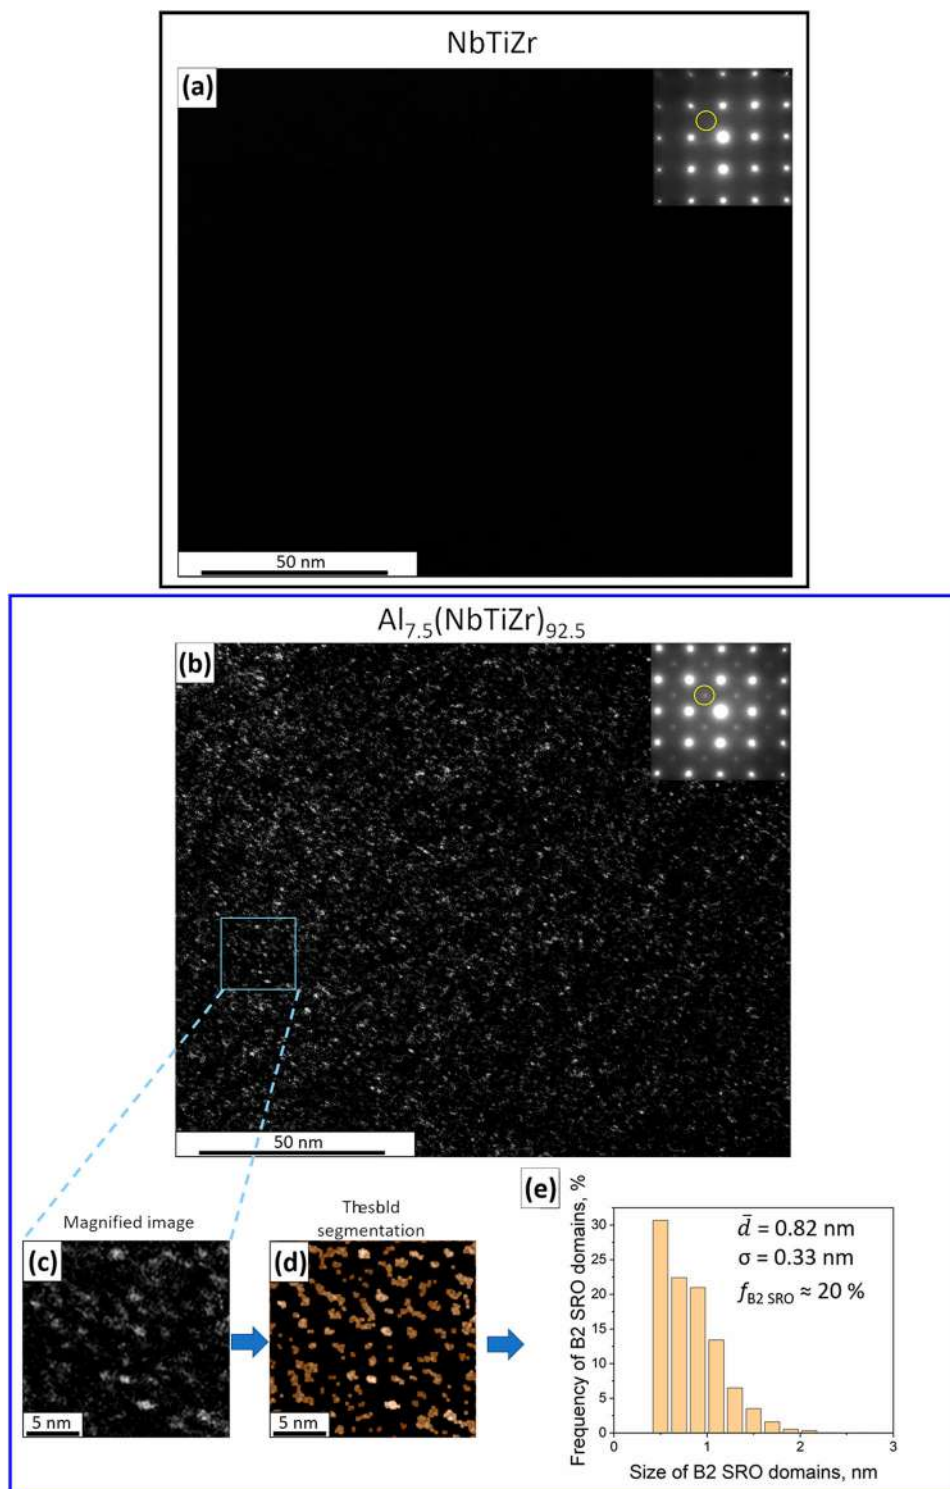 NbTiZr
(a)
50 nm
Al7.5(NbTiZr)92.5
(b)
50 nm
Magnified image
(c)
5 nm
Thesbld
segmentation
(d)
5 nm
(e)
Frequency of B2 SRO domains, %
30
25
20
15
10
5
0
d̄ = 0.82 nm
σ = 0.33 nm
fB2 SRO ≈ 20 %
0 1 2 3
Size of B2 SRO domains, nm